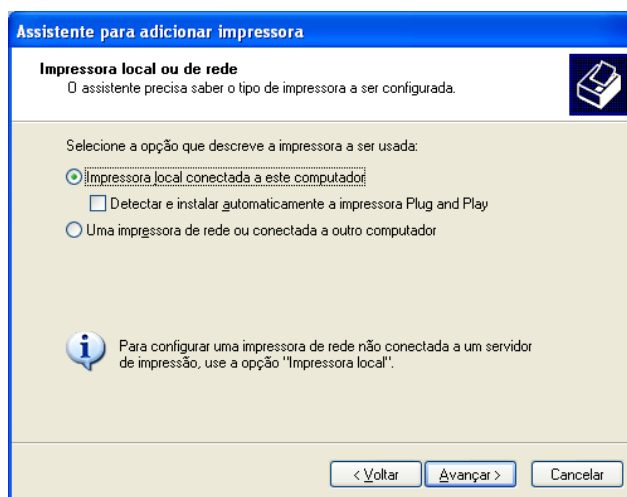 Assistente para adicionar impressora
Impressora local ou de rede
O assistente precisa saber o tipo de impressora a ser configurada.
Selecione a opção que descreve a impressora a ser usada:
Impressora local conectada a este computador
Detectar e instalar automaticamente a impressora Plug and Play
Uma impressora de rede ou conectada a outro computador
Para configurar uma impressora de rede não conectada a um servidor
de impressão, use a opção "Impressora local".
< Voltar Avançar > Cancelar